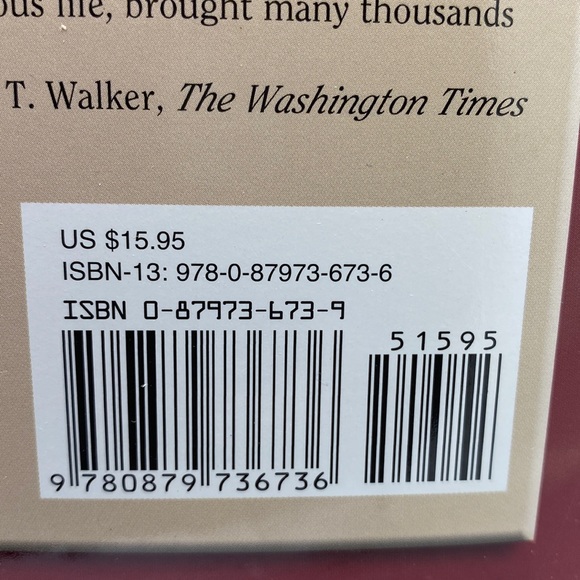 ous life, brought many thousands
T. Walker, The Washington Times
US $15.95
ISBN-13: 978-0-87973-673-6
ISBN 0-87973-673-9
51595
9 780879 736736